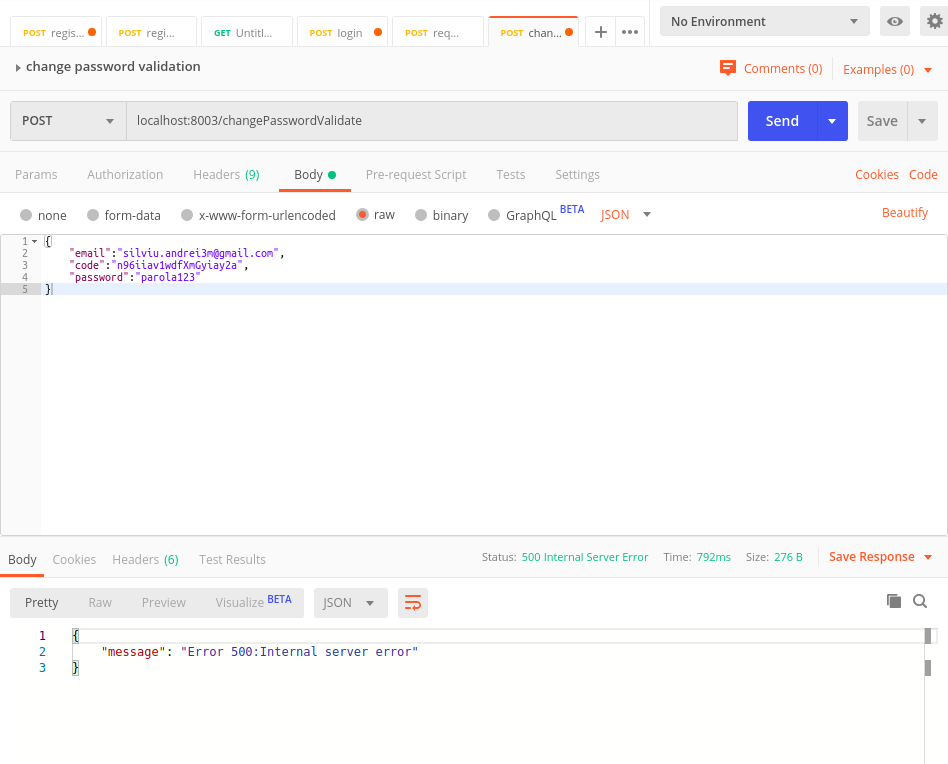 POST regis... POST regi... GET Untitl... POST login POST req... POST chan... No Environment
change password validation Comments (0) Examples (0)
POST localhost:8003/changePasswordValidate Send Save
Params Authorization Headers (9) Body Pre-request Script Tests Settings Cookies Code
none form-data x-www-form-urlencoded raw binary GraphQL BETA JSON Beautify
1 {
2 "email":"silviu.andrei3m@gmail.com",
3 "code":"n96iiav1wdfXmGyiay2a",
4 "password":"parola123"
5 }
Body Cookies Headers (6) Test Results Status: 500 Internal Server Error Time: 792ms Size: 276 B Save Response
Pretty Raw Preview Visualize BETA JSON
1 {
2 "message": "Error 500:Internal server error"
3 }